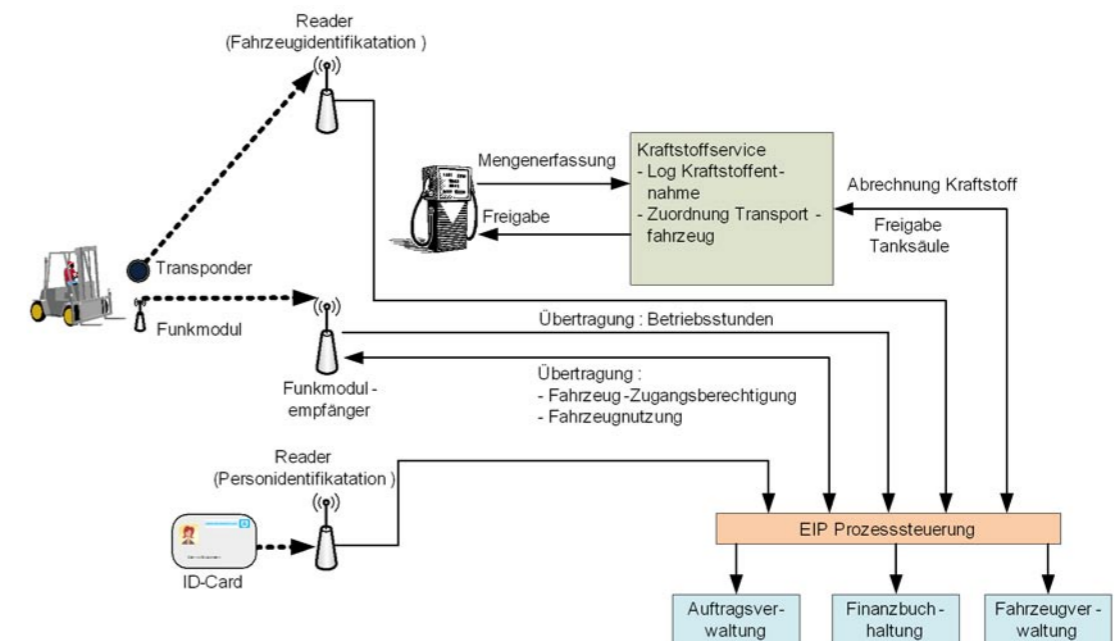 Reader
(Fahrzeugidentifikatation )
Mengenerfassung
Freigabe
Kraftstoffservice
- Log Kraftstoffent-
nahme
- Zuordnung Transport -
fahrzeug
Abrechnung Kraftstoff
Freigabe
Tanksäule
Transponder
Funkmodul
Übertragung : Betriebsstunden
Funkmodul -
empfänger
Übertragung :
- Fahrzeug -Zugangsberechtigung
- Fahrzeugnutzung
Reader
(Personidentifikatation )
ID-Card
EIP Prozesssteuerung
Auftragsver-
waltung
Finanzbuch -
haltung
Fahrzeugver -
waltung